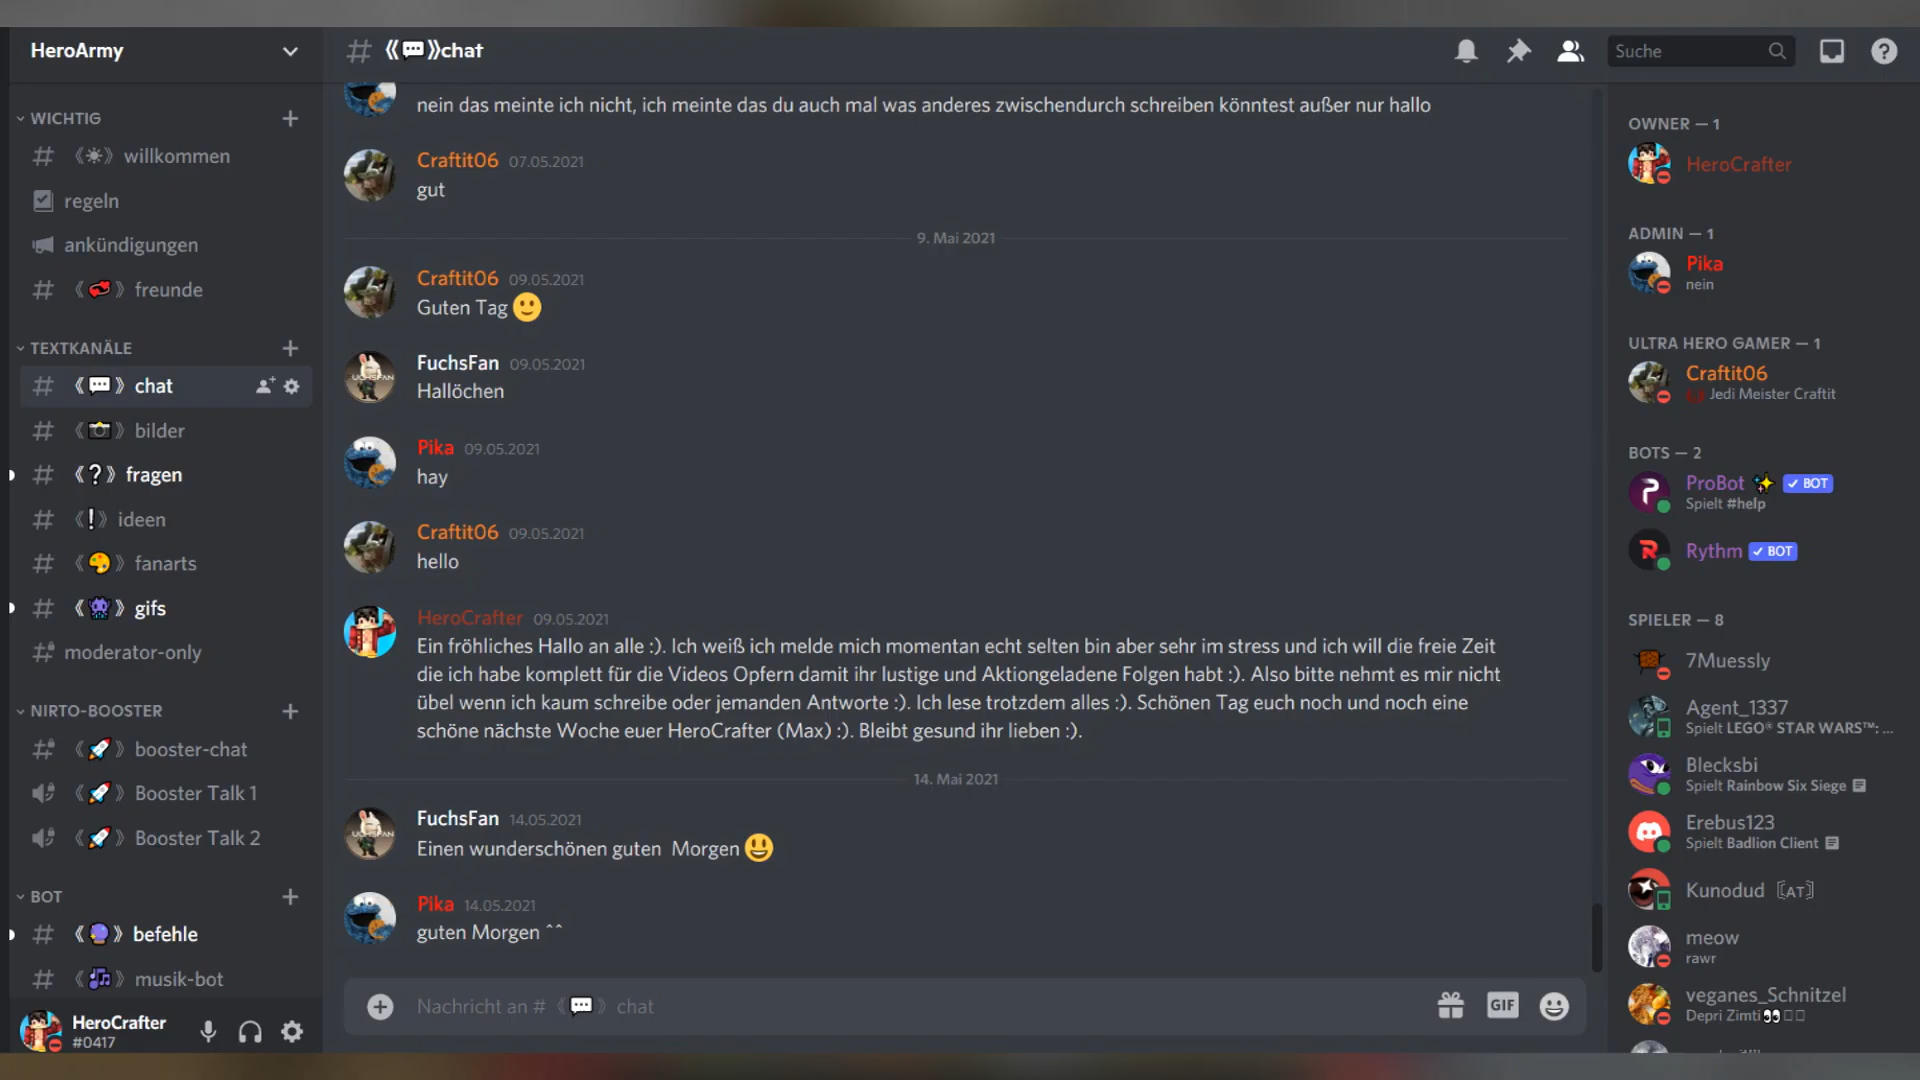 HeroArmy
WICHTIG
willkommen
regeln
ankündigungen
freunde
TEXTKANÄLE
chat
bilder
fragen
ideen
fanarts
gifs
moderator-only
NIRTO-BOOSTER
booster-chat
Booster Talk 1
Booster Talk 2
BOT
befehle
musik-bot
HeroCrafter
#0417
# 《💬》chat
Suche
nein das meinte ich nicht, ich meinte das du auch mal was anderes zwischendurch schreiben könntest außer nur hallo
Craftit06 07.05.2021
gut
9. Mai 2021
Craftit06 09.05.2021
Guten Tag 🙂
FuchsFan 09.05.2021
Hallöchen
Pika 09.05.2021
hay
Craftit06 09.05.2021
hello
HeroCrafter 09.05.2021
Ein fröhliches Hallo an alle :). Ich weiß ich melde mich momentan echt selten bin aber sehr im stress und ich will die freie Zeit
die ich habe komplett für die Videos Opfern damit ihr lustige und Aktiongeladene Folgen habt :). Also bitte nehmt es mir nicht
übel wenn ich kaum schreibe oder jemanden Antworte :). Ich lese trotzdem alles :). Schönen Tag euch noch und noch eine
schöne nächste Woche euer HeroCrafter (Max) :). Bleibt gesund ihr lieben :).
14. Mai 2021
FuchsFan 14.05.2021
Einen wunderschönen guten Morgen 😃
Pika 14.05.2021
guten Morgen ^^
Nachricht an # 《💬》 chat
GIF
OWNER — 1
HeroCrafter
ADMIN — 1
Pika
nein
ULTRA HERO GAMER — 1
Craftit06
Jedi Meister Craftit
BOTS — 2
ProBot ✨ ✓ BOT
Spielt #help
Rythm ✓ BOT
SPIELER — 8
7Muessly
Agent_1337
Spielt LEGO® STAR WARS™: ...
Blecksbi
Spielt Rainbow Six Siege
Erebus123
Spielt Badlion Client
Kunodud 〖AT〗
meow
rawr
veganes_Schnitzel
Depri Zimti 👀